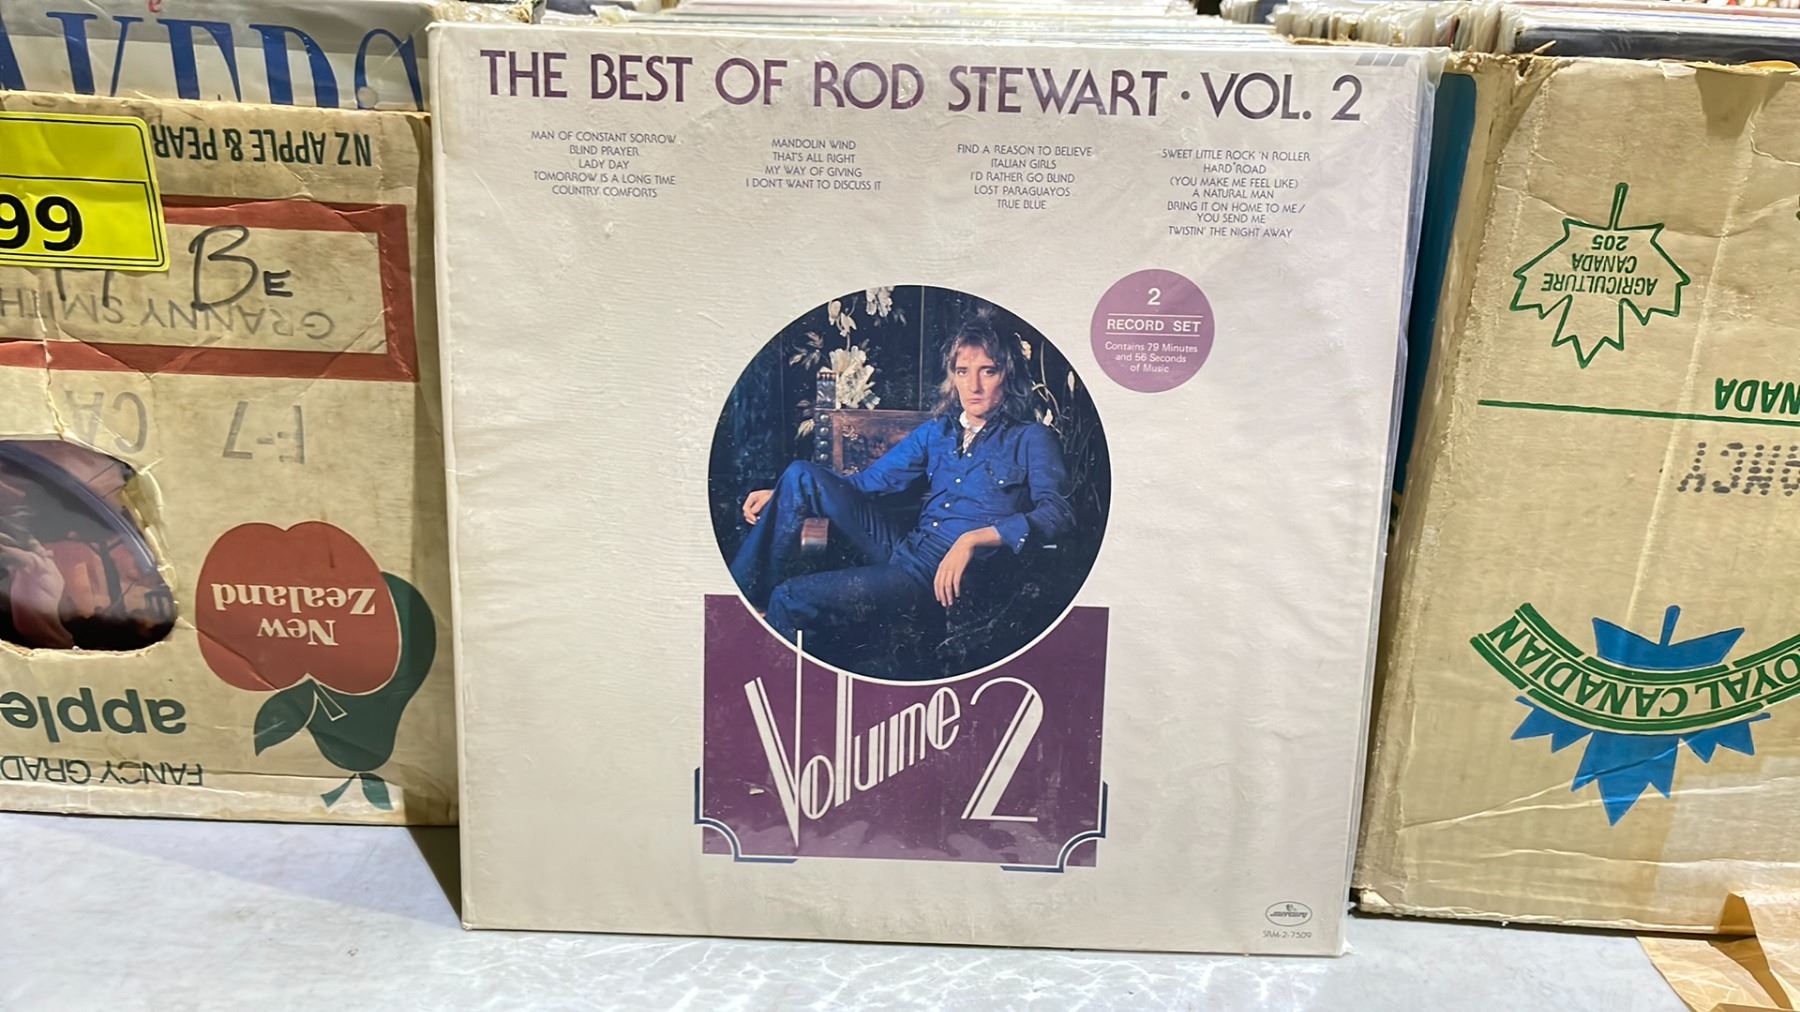 THE BEST OF ROD STEWART · VOL. 2
MAN OF CONSTANT SORROW
BLIND PRAYER
LADY DAY
TOMORROW IS A LONG TIME
COUNTRY COMFORTS
MANDOLIN WIND
THAT'S ALL RIGHT
MY WAY OF GIVING
I DON'T WANT TO DISCUSS IT
FIND A REASON TO BELIEVE
ITALIAN GIRLS
I'D RATHER GO BLIND
LOST PARAGUAYOS
TRUE BLUE
SWEET LITTLE ROCK 'N ROLLER
HARD ROAD
(YOU MAKE ME FEEL LIKE)
A NATURAL MAN
BRING IT ON HOME TO ME/
YOU SEND ME
TWISTIN' THE NIGHT AWAY
2
RECORD SET
Contains 79 Minutes
and 56 Seconds
of Music
Volume 2
mercury
SRM-2-7509
NZ APPLE & PEAR
99
BE
GRANNY SMITH
F-7
CA
New
Zealand
apple
FANCY GRAD
AGRICULTURE
CANADA
205
NADA
OYAL CANADIAN